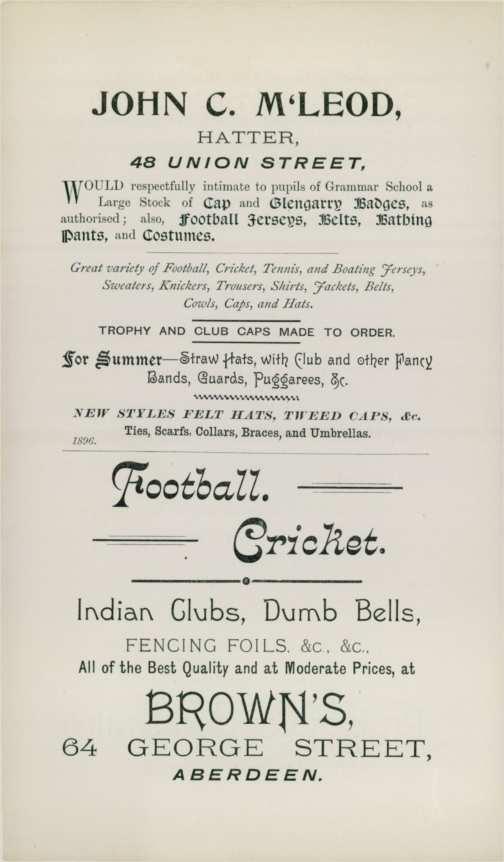 JOHN C. M‘LEOD,
HATTER,
48 UNION STREET,
WOULD respectfully intimate to pupils of Grammar School a
Large Stock of Cap and Glengarry Badges, as
authorised; also, Football Jerseys, Belts, Bathing
Pants, and Costumes.
Great variety of Football, Cricket, Tennis, and Boating Jerseys,
Sweaters, Knickers, Trousers, Shirts, Jackets, Belts,
Cowls, Caps, and Hats.
TROPHY AND CLUB CAPS MADE TO ORDER.
For Summer—Straw Hats, with Club and other Fancy
Bands, Guards, Puggarees, &c.
NEW STYLES FELT HATS, TWEED CAPS, &c.
Ties, Scarfs, Collars, Braces, and Umbrellas.
1896.
Football.
Cricket.
Indian Clubs, Dumb Bells,
FENCING FOILS, &c., &c.,
All of the Best Quality and at Moderate Prices, at
BROWN'S,
64 GEORGE STREET,
ABERDEEN.